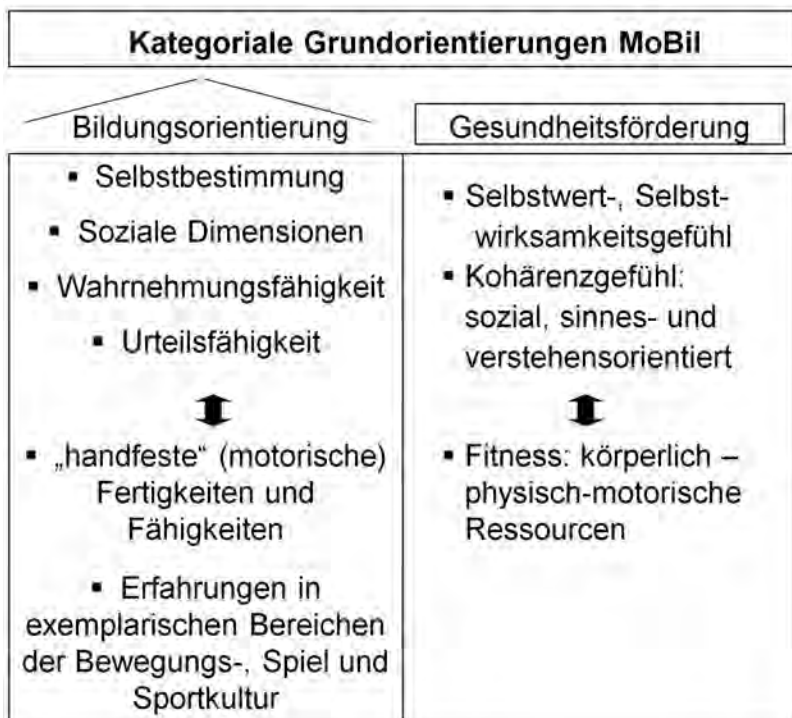 Kategoriale Grundorientierungen MoBil
Bildungsorientierung
▪ Selbstbestimmung
▪ Soziale Dimensionen
▪ Wahrnehmungsfähigkeit
▪ Urteilsfähigkeit
▪ „handfeste“ (motorische)
Fertigkeiten und
Fähigkeiten
▪ Erfahrungen in
exemplarischen Bereichen
der Bewegungs-, Spiel und
Sportkultur
Gesundheitsförderung
▪ Selbstwert-, Selbst-
wirksamkeitsgefühl
▪ Kohärenzgefühl:
sozial, sinnes- und
verstehensorientiert
▪ Fitness: körperlich –
physisch-motorische
Ressourcen